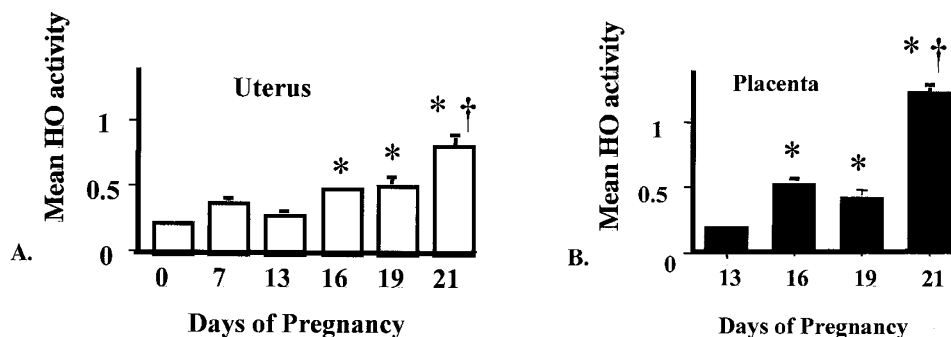 Mean HO activity
Uterus
1
0.5
0
*
*
* †
0 7 13 16 19 21
Days of Pregnancy
A.
Mean HO activity
Placenta
1
0.5
0
*
*
* †
13 16 19 21
Days of Pregnancy
B.